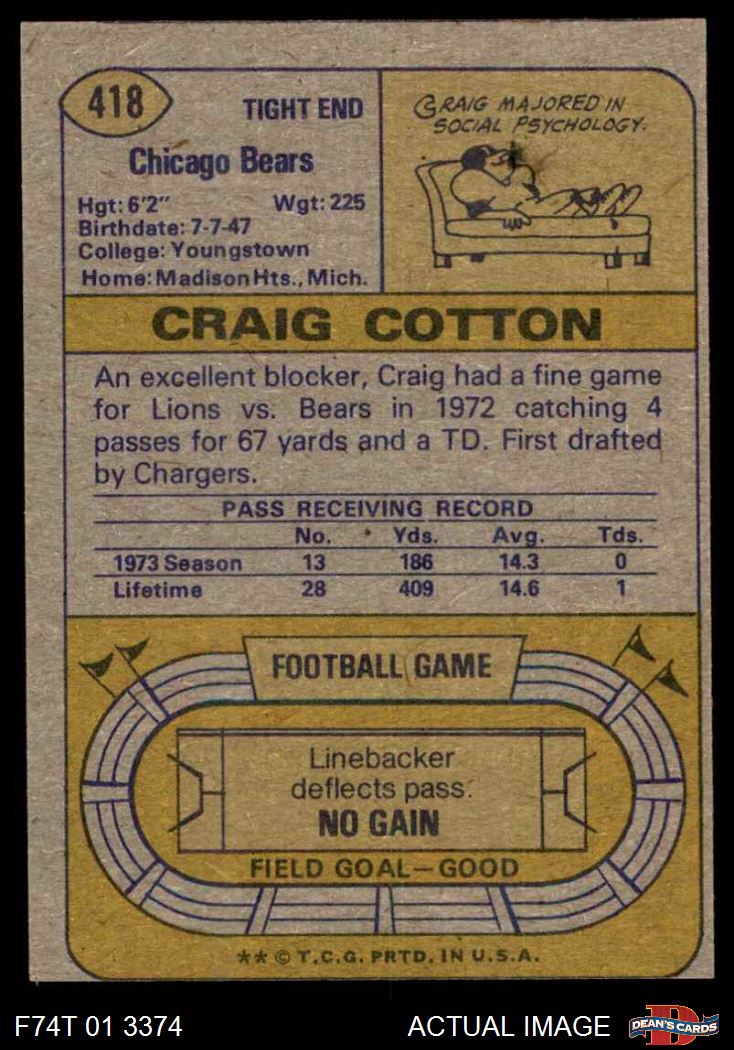 418
TIGHT END
Chicago Bears
Hgt: 6'2" Wgt: 225
Birthdate: 7-7-47
College: Youngstown
Home: Madison Hts., Mich.
CRAIG MAJORED IN
SOCIAL PSYCHOLOGY.
CRAIG COTTON
An excellent blocker, Craig had a fine game
for Lions vs. Bears in 1972 catching 4
passes for 67 yards and a TD. First drafted
by Chargers.
PASS RECEIVING RECORD
No. Yds. Avg. Tds.
1973 Season 13 186 14.3 0
Lifetime 28 409 14.6 1
FOOTBALL GAME
Linebacker
deflects pass:
NO GAIN
FIELD GOAL—GOOD
** © T.C.G. PRTD. IN U.S.A.
F74T 01 3374 ACTUAL IMAGE
D
DEAN'S CARDS